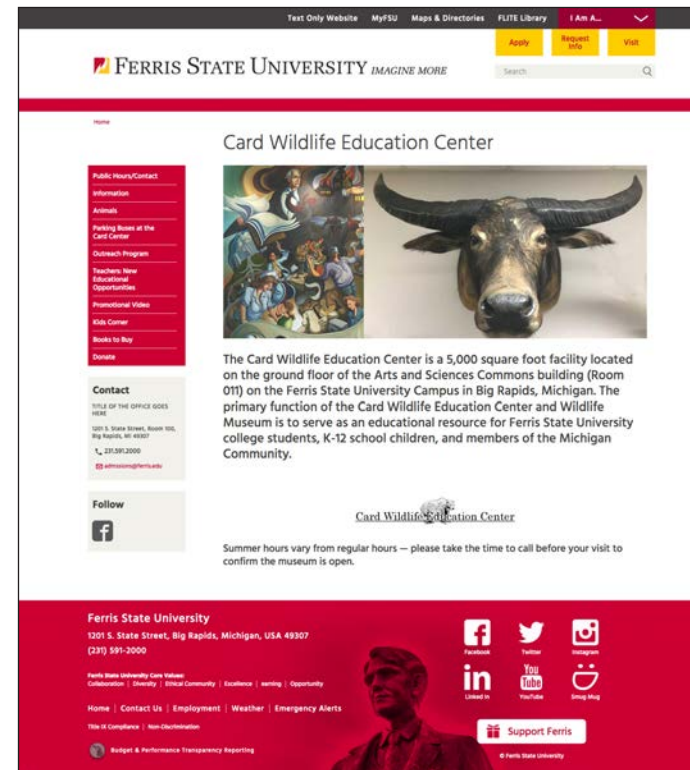 Text Only Website MyFSU Maps & Directories FLITE Library I Am A...
Apply Request Info Visit
FERRIS STATE UNIVERSITY IMAGINE MORE
Search
Home
Card Wildlife Education Center
Public Hours/Contact
Information
Animals
Parking Buses at the
Card Center
Outreach Program
Teachers: New
Educational
Opportunities
Promotional Video
Kids Corner
Books to Buy
Donate
The Card Wildlife Education Center is a 5,000 square foot facility located
on the ground floor of the Arts and Sciences Commons building (Room
011) on the Ferris State University Campus in Big Rapids, Michigan. The
primary function of the Card Wildlife Education Center and Wildlife
Museum is to serve as an educational resource for Ferris State University
college students, K-12 school children, and members of the Michigan
Community.
Contact
TITLE OF THE OFFICE GOES
HERE
1201 S. State Street, Room 100,
Big Rapids, MI 49307
231.591.2000
admissions@ferris.edu
Follow
Card Wildlife Education Center
Summer hours vary from regular hours — please take the time to call before your visit to
confirm the museum is open.
Ferris State University
1201 S. State Street, Big Rapids, Michigan, USA 49307
(231) 591-2000
Ferris State University Core Values:
Collaboration | Diversity | Ethical Community | Excellence | earning | Opportunity
Home | Contact Us | Employment | Weather | Emergency Alerts
Title IX Compliance | Non-Discrimination
Budget & Performance Transparency Reporting
Facebook Twitter Instagram
Linked In YouTube Smug Mug
Support Ferris
© Ferris State University